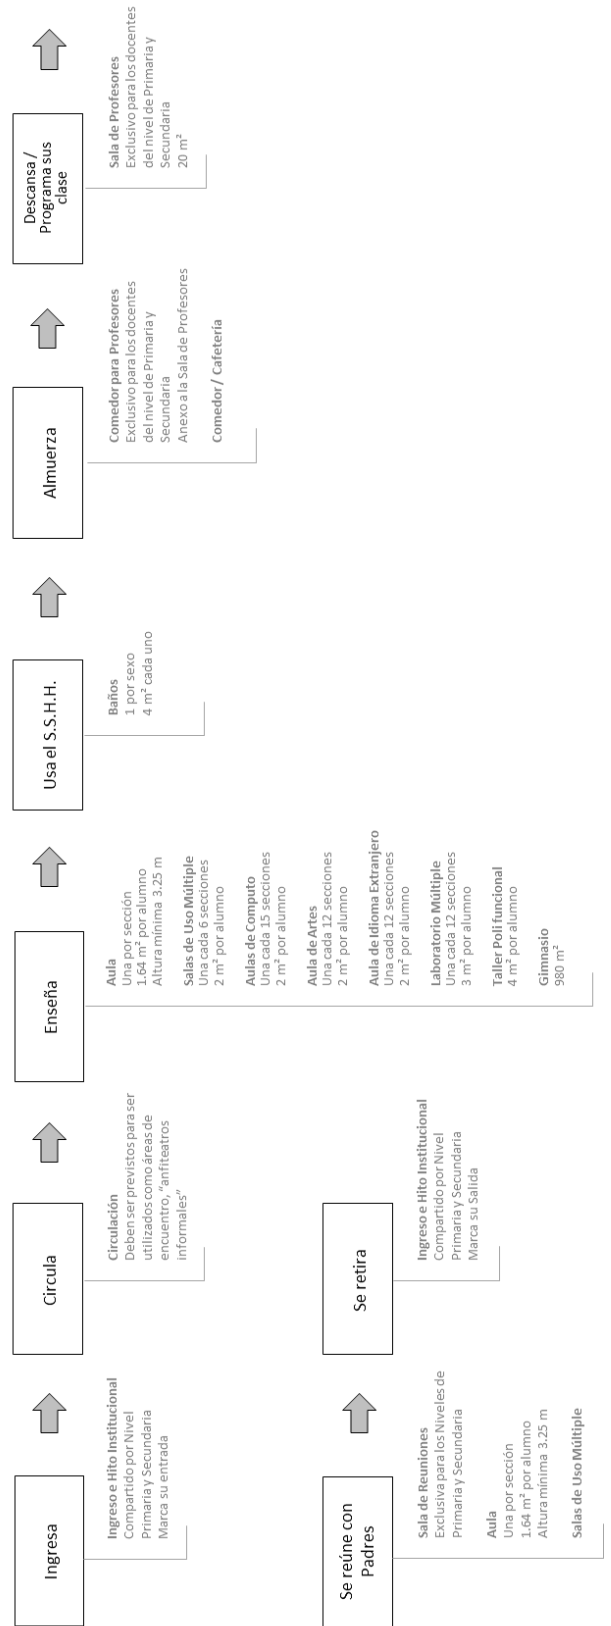 Ingresa
Ingreso e Hito Institucional
Compartido por Nivel
Primaria y Secundaria
Marca su entrada
Circula
Circulación
Deben ser previstos para ser
utilizados como áreas de
encuentro, “anfiteatros
informales”
Enseña
Aula
Una por sección
1.64 m² por alumno
Altura mínima 3.25 m
Salas de Uso Múltiple
Una cada 6 secciones
2 m² por alumno
Aulas de Computo
Una cada 15 secciones
2 m² por alumno
Aula de Artes
Una cada 12 secciones
2 m² por alumno
Aula de Idioma Extranjero
Una cada 12 secciones
2 m² por alumno
Laboratorio Múltiple
Una cada 12 secciones
3 m² por alumno
Taller Poli funcional
4 m² por alumno
Gimnasio
980 m²
Usa el S.S.H.H.
Baños
1 por sexo
4 m² cada uno
Almuerza
Comedor para Profesores
Exclusivo para los docentes
del nivel de Primaria y
Secundaria
Anexo a la Sala de Profesores
Comedor / Cafetería
Descansa /
Programa sus
clase
Sala de Profesores
Exclusivo para los docentes
del nivel de Primaria y
Secundaria
20 m²
Se reúne con
Padres
Sala de Reuniones
Exclusiva para los Niveles de
Primaria y Secundaria
Aula
Una por sección
1.64 m² por alumno
Altura mínima 3.25 m
Salas de Uso Múltiple
Se retira
Ingreso e Hito Institucional
Compartido por Nivel
Primaria y Secundaria
Marca su Salida